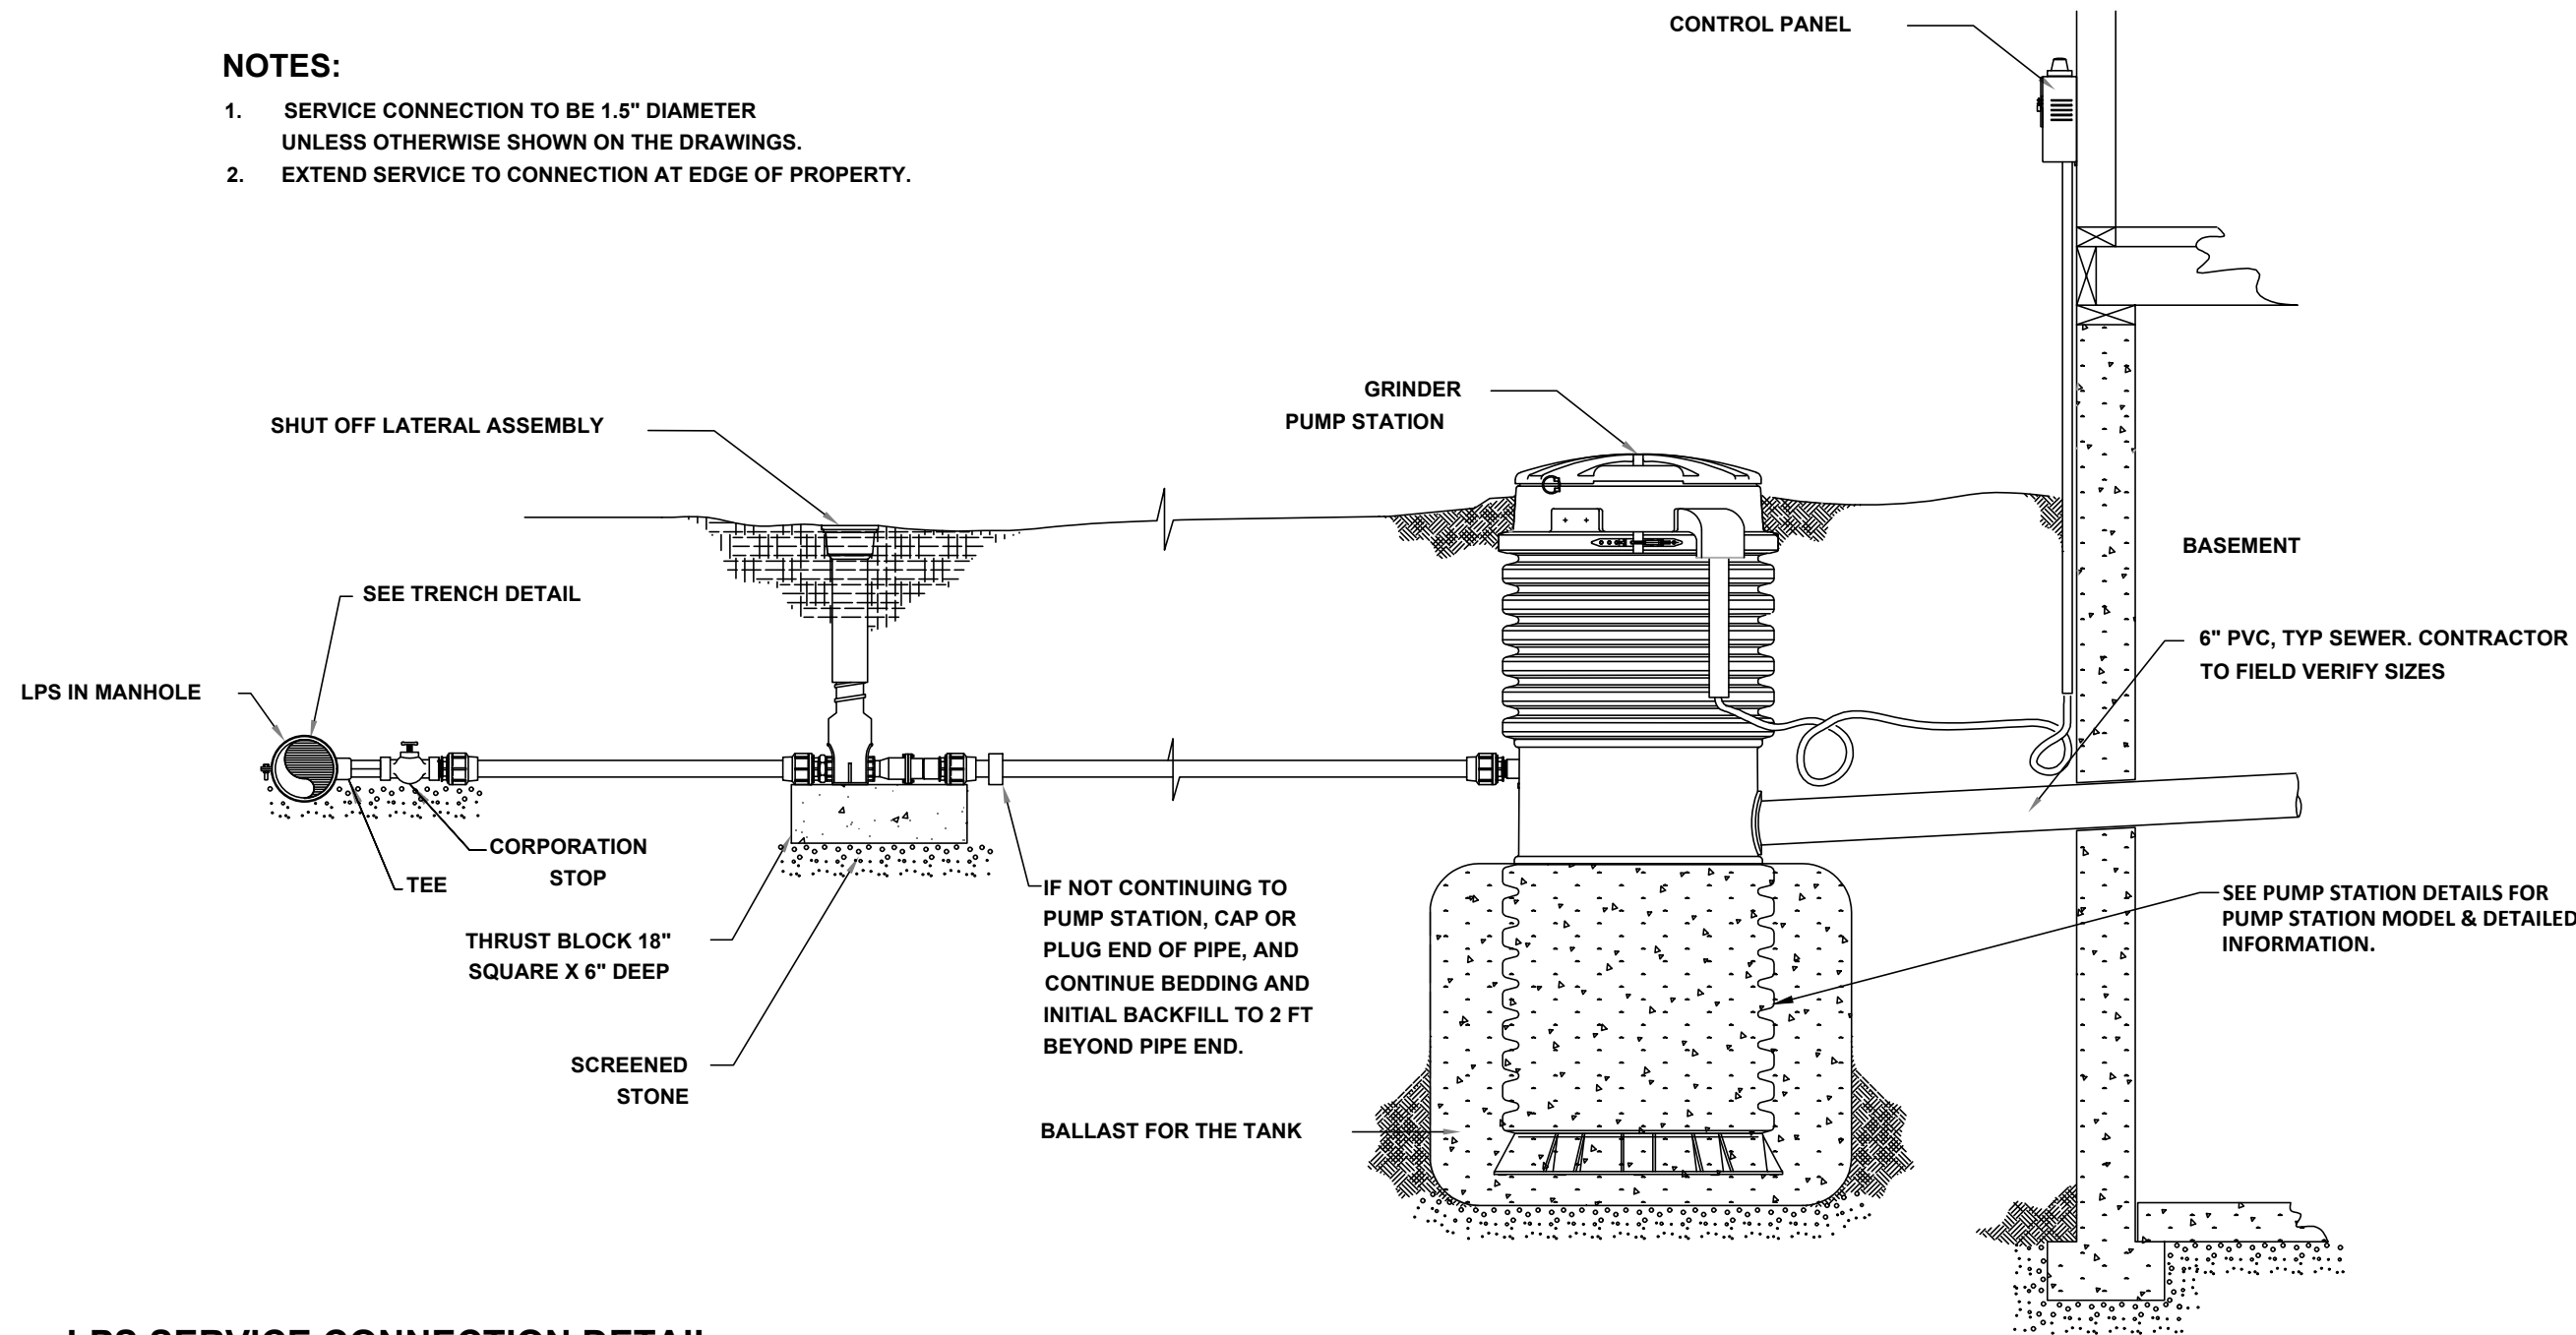 CONTROL PANEL
NOTES:
1. SERVICE CONNECTION TO BE 1.5" DIAMETER
UNLESS OTHERWISE SHOWN ON THE DRAWINGS.
2. EXTEND SERVICE TO CONNECTION AT EDGE OF PROPERTY.
GRINDER
PUMP STATION
SHUT OFF LATERAL ASSEMBLY
BASEMENT
SEE TRENCH DETAIL
6" PVC, TYP SEWER. CONTRACTOR
TO FIELD VERIFY SIZES
LPS IN MANHOLE
CORPORATION
STOP
TEE
IF NOT CONTINUING TO
PUMP STATION, CAP OR
PLUG END OF PIPE, AND
CONTINUE BEDDING AND
INITIAL BACKFILL TO 2 FT
BEYOND PIPE END.
SEE PUMP STATION DETAILS FOR
PUMP STATION MODEL & DETAILED
INFORMATION.
THRUST BLOCK 18"
SQUARE X 6" DEEP
SCREENED
STONE
BALLAST FOR THE TANK
LPS SERVICE CONNECTION DETAIL